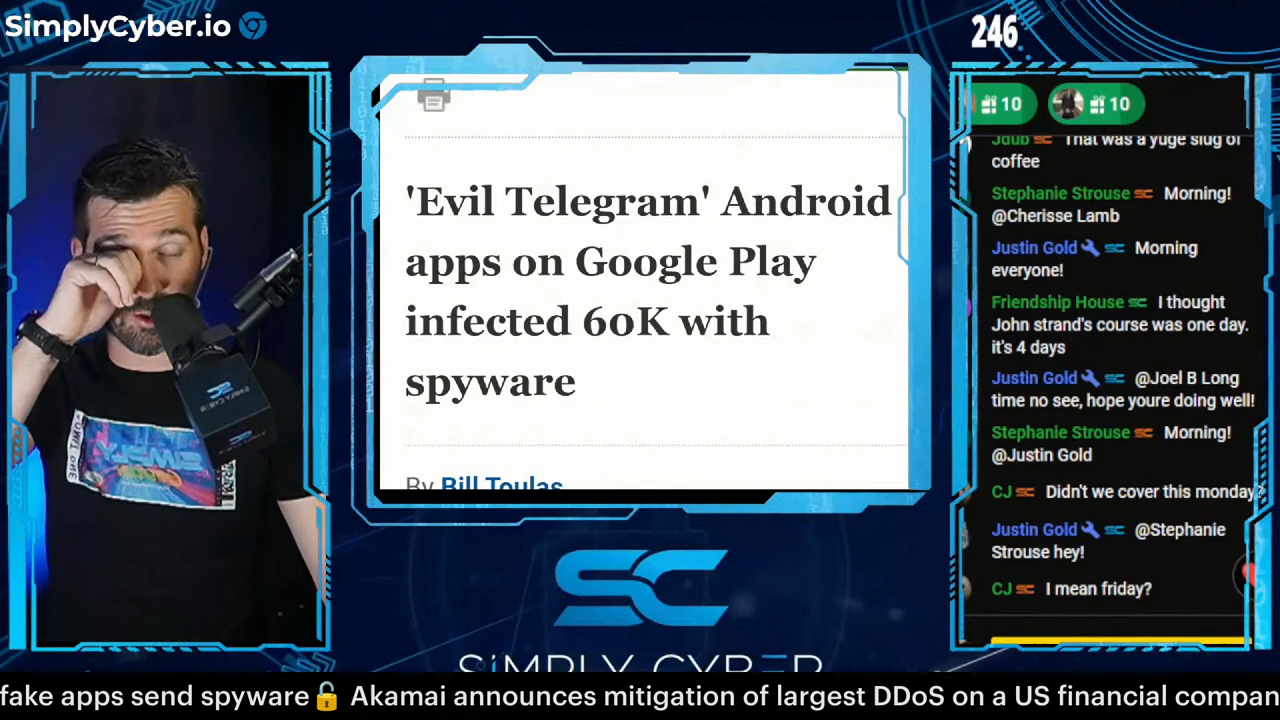 SimplyCyber.io
246
10
10
Jdub That was a yuge slug of
coffee
Stephanie Strouse Morning!
@Cherisse Lamb
Justin Gold Morning
everyone!
Friendship House I thought
John strand's course was one day.
it's 4 days
Justin Gold @Joel B Long
time no see, hope youre doing well!
Stephanie Strouse Morning!
@Justin Gold
CJ Didn't we cover this monday?
Justin Gold @Stephanie
Strouse hey!
CJ I mean friday?
'Evil Telegram' Android
apps on Google Play
infected 60K with
spyware
By Bill Toulas
SC
SIMPLY CYBER
fake apps send spyware🔓 Akamai announces mitigation of largest DDoS on a US financial compan